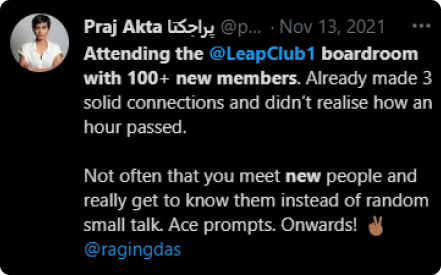 Praj Akta پراجکتا @p... · Nov 13, 2021
Attending the @LeapClub1 boardroom
with 100+ new members. Already made 3
solid connections and didn't realise how an
hour passed.
Not often that you meet new people and
really get to know them instead of random
small talk. Ace prompts. Onwards! ✌🏽
@ragingdas